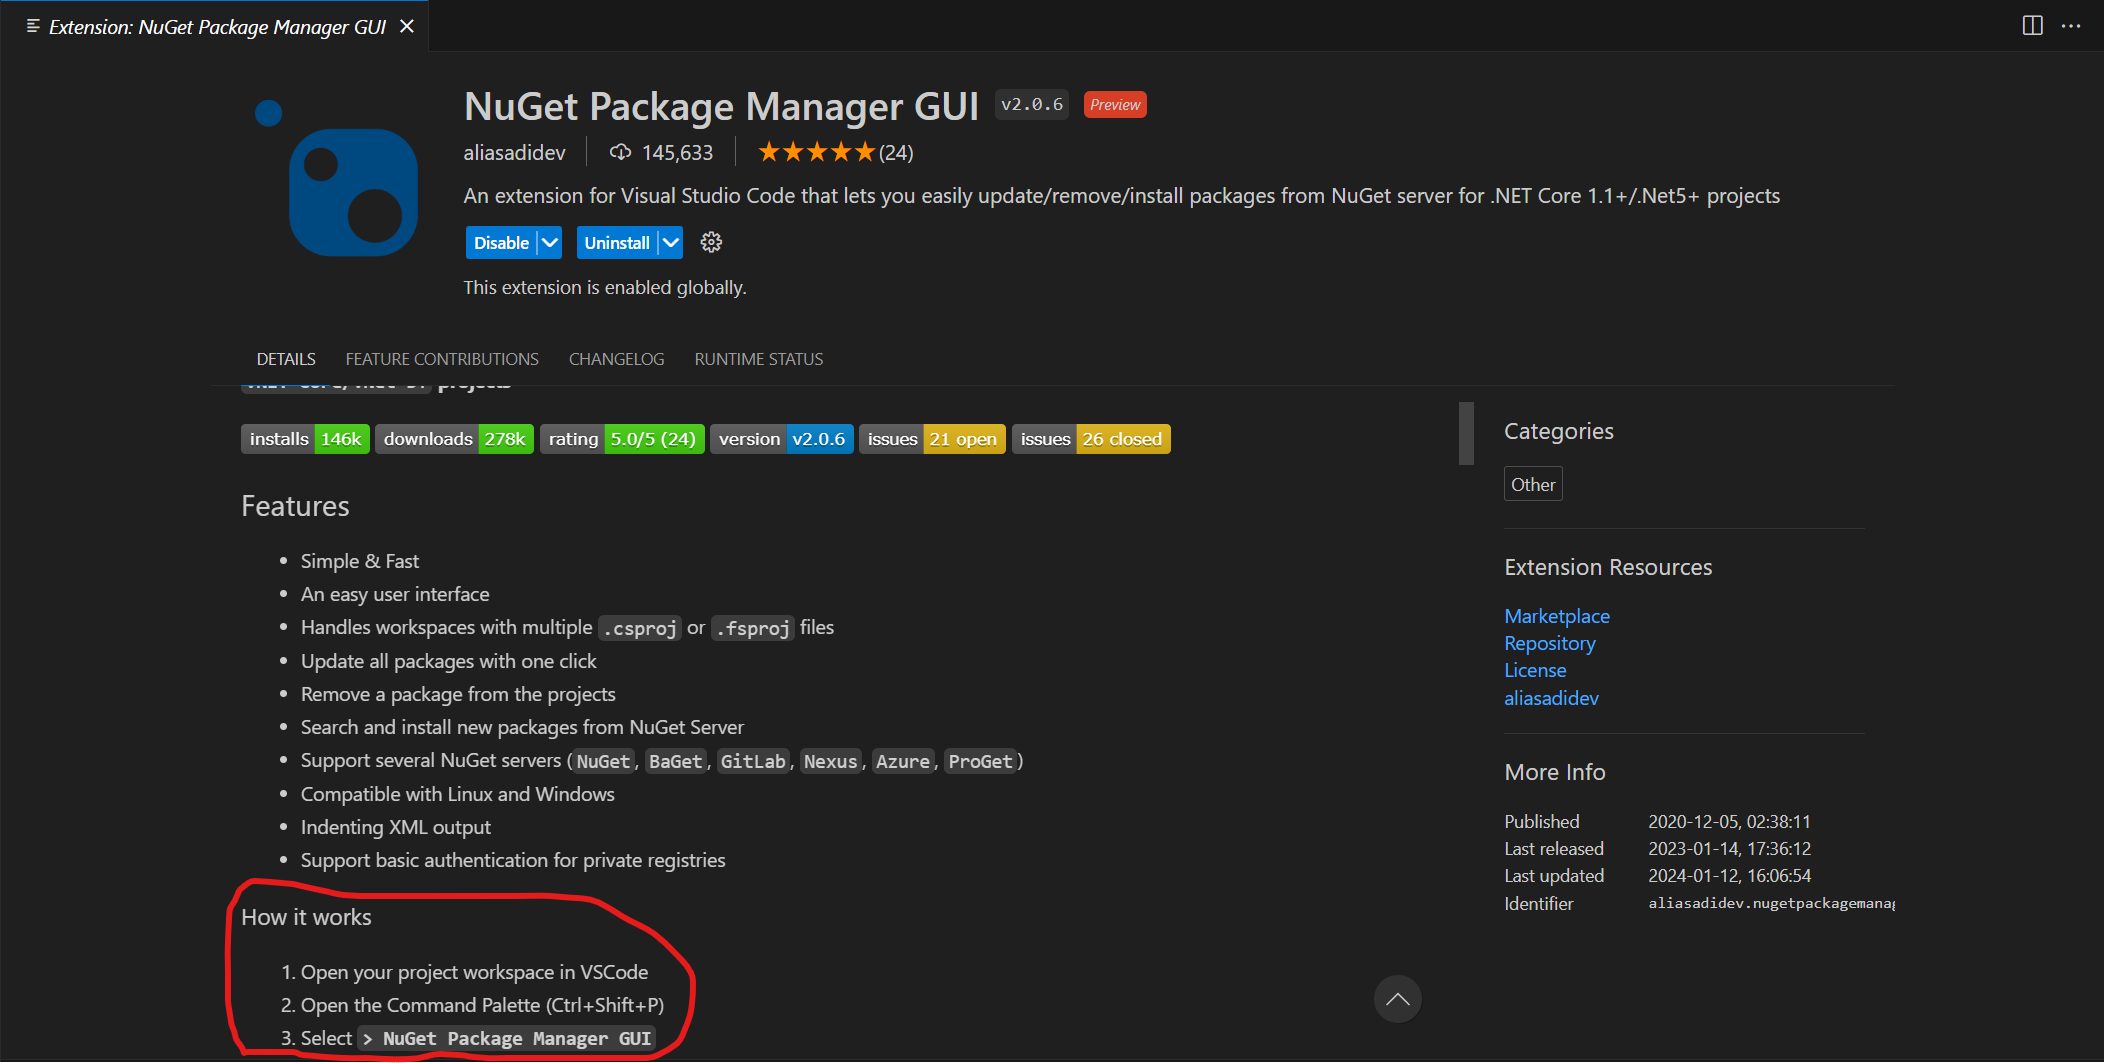 Extension: NuGet Package Manager GUI
NuGet Package Manager GUI v2.0.6 Preview
aliasadidev 145,633 ★★★★★(24)
An extension for Visual Studio Code that lets you easily update/remove/install packages from NuGet server for .NET Core 1.1+/.Net5+ projects
Disable Uninstall
This extension is enabled globally.
DETAILS FEATURE CONTRIBUTIONS CHANGELOG RUNTIME STATUS
projects
installs 146k downloads 278k rating 5.0/5 (24) version v2.0.6 issues 21 open issues 26 closed
Features
• Simple & Fast
• An easy user interface
• Handles workspaces with multiple .csproj or .fsproj files
• Update all packages with one click
• Remove a package from the projects
• Search and install new packages from NuGet Server
• Support several NuGet servers (NuGet, BaGet, GitLab, Nexus, Azure, ProGet)
• Compatible with Linux and Windows
• Indenting XML output
• Support basic authentication for private registries
How it works
1. Open your project workspace in VSCode
2. Open the Command Palette (Ctrl+Shift+P)
3. Select > NuGet Package Manager GUI
Categories
Other
Extension Resources
Marketplace
Repository
License
aliasadidev
More Info
Published 2020-12-05, 02:38:11
Last released 2023-01-14, 17:36:12
Last updated 2024-01-12, 16:06:54
Identifier aliasadidev.nugetpackagemanag